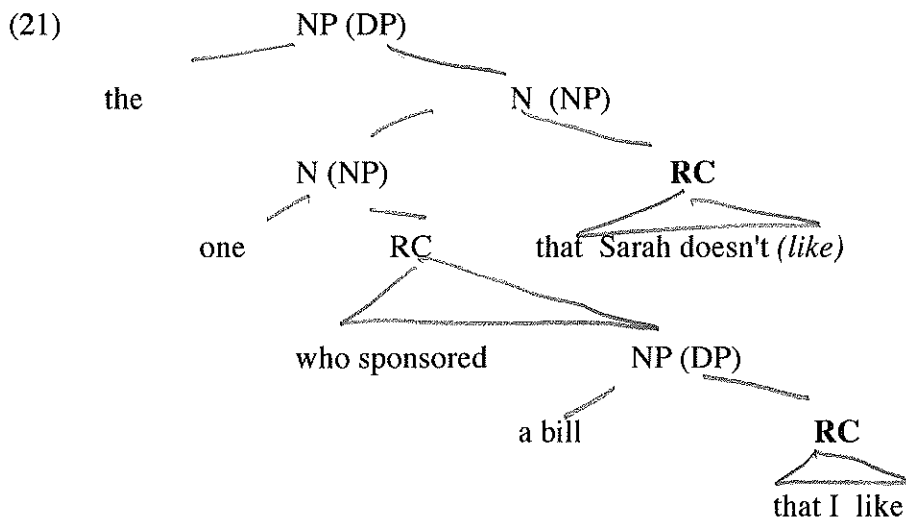 (21) NP (DP)
the N (NP)
N (NP) RC
one RC that Sarah doesn't (like)
who sponsored NP (DP)
a bill RC
that I like